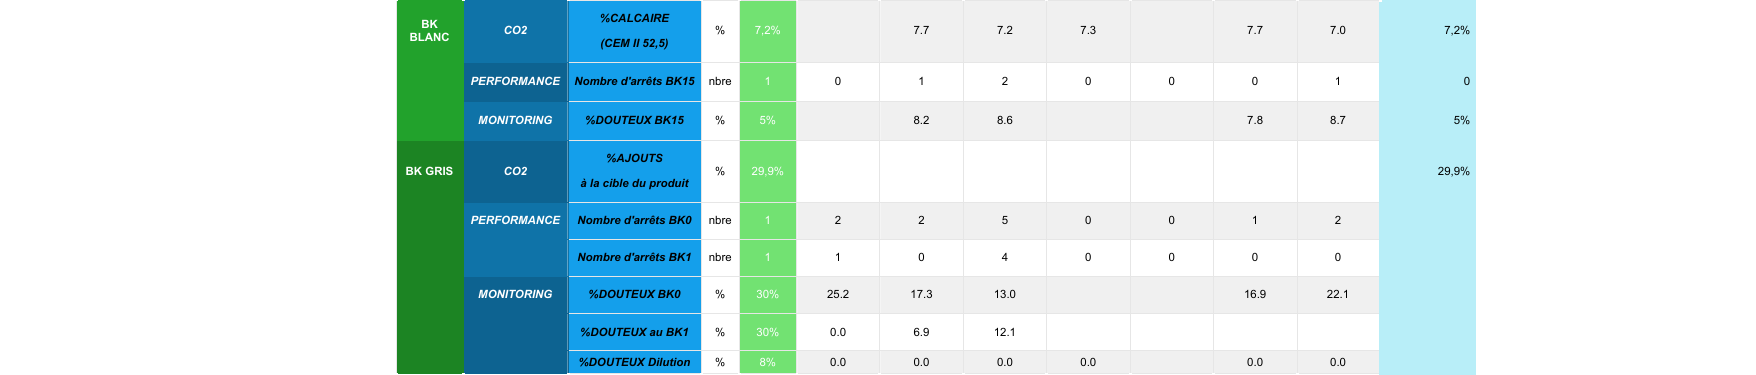 BK BLANC CO2 %CALCAIRE (CEM II 52,5) % 7,2% 7.7 7.2 7.3 7.7 7.0 7,2%
PERFORMANCE Nombre d'arrêts BK15 nbre 1 0 1 2 0 0 0 1 0
MONITORING %DOUTEUX BK15 % 5% 8.2 8.6 7.8 8.7 5%
BK GRIS CO2 %AJOUTS à la cible du produit % 29,9% 29,9%
PERFORMANCE Nombre d'arrêts BK0 nbre 1 2 2 5 0 0 1 2
Nombre d'arrêts BK1 nbre 1 1 0 4 0 0 0 0
MONITORING %DOUTEUX BK0 % 30% 25.2 17.3 13.0 16.9 22.1
%DOUTEUX au BK1 % 30% 0.0 6.9 12.1
%DOUTEUX Dilution % 8% 0.0 0.0 0.0 0.0 0.0 0.0